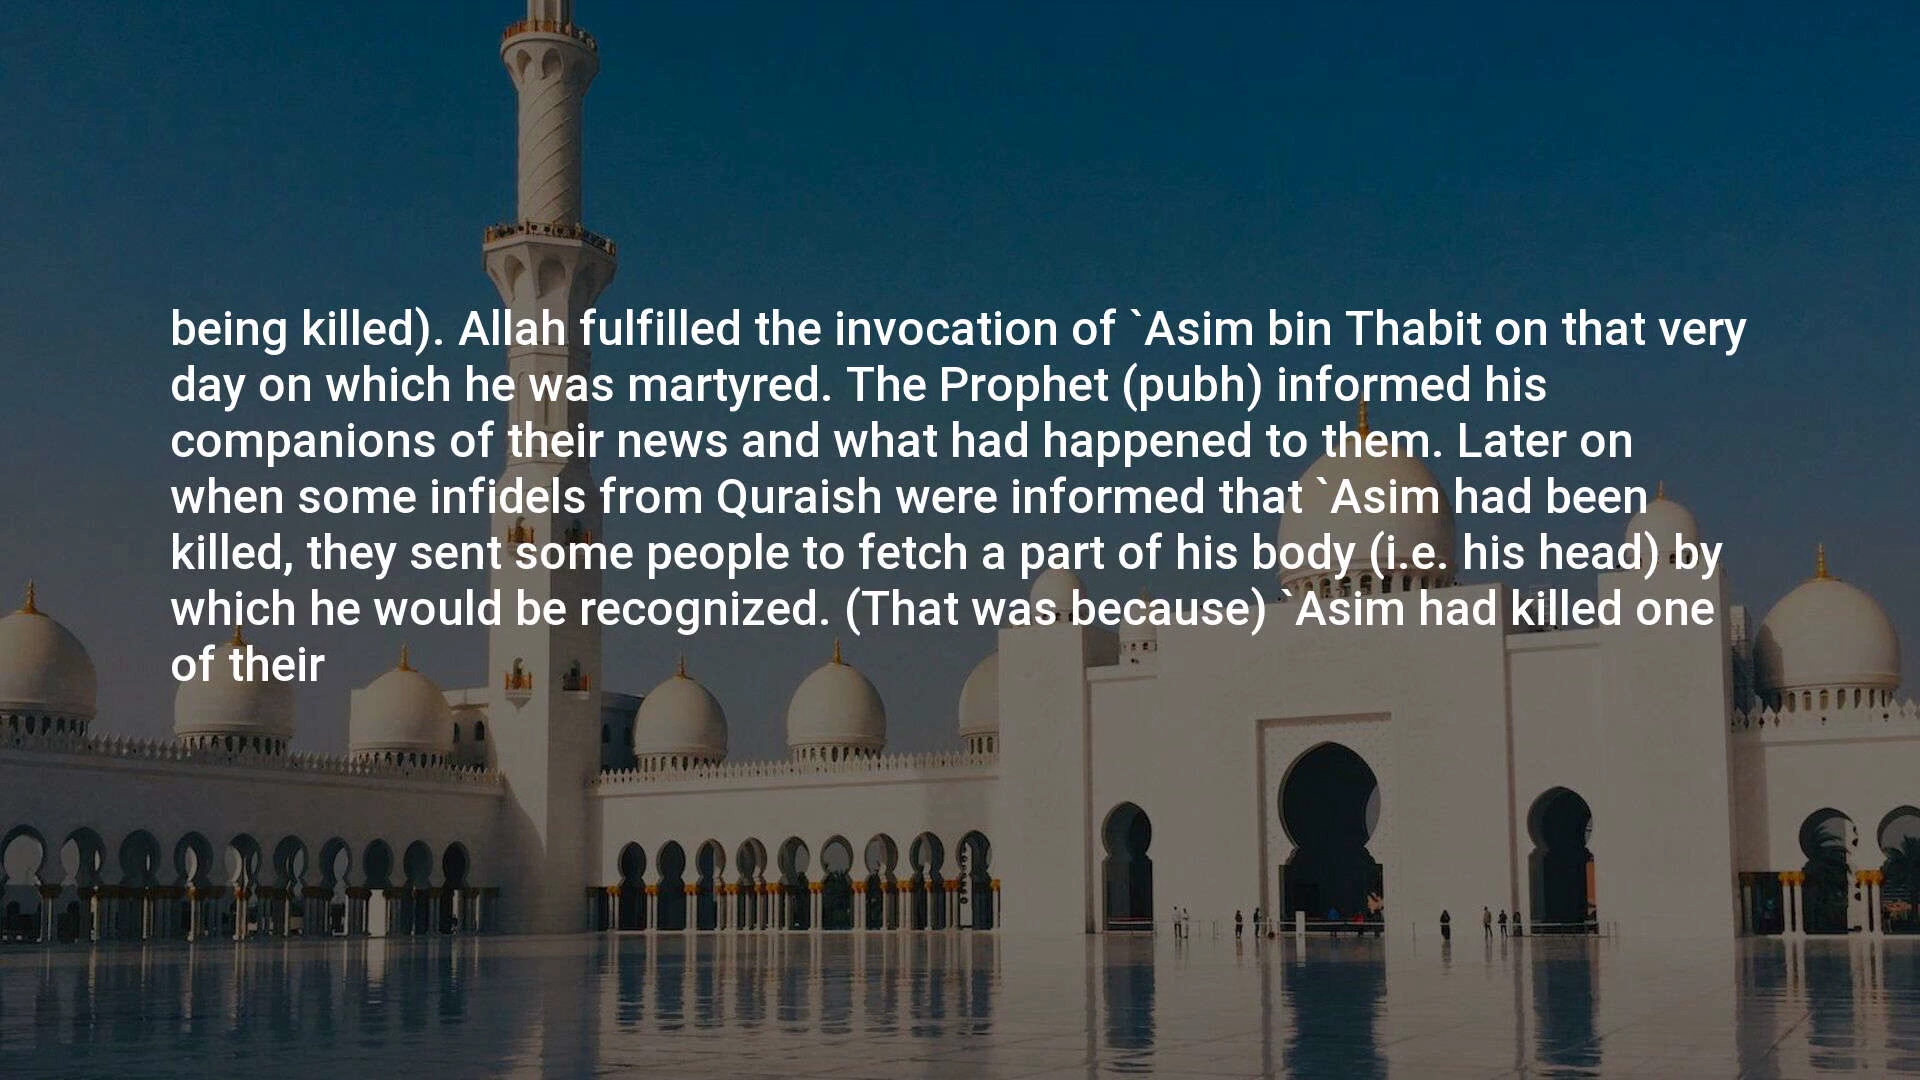 being killed). Allah fulfilled the invocation of `Asim bin Thabit on that very
day on which he was martyred. The Prophet (pubh) informed his
companions of their news and what had happened to them. Later on
when some infidels from Quraish were informed that `Asim had been
killed, they sent some people to fetch a part of his body (i.e. his head) by
which he would be recognized. (That was because) `Asim had killed one
of their